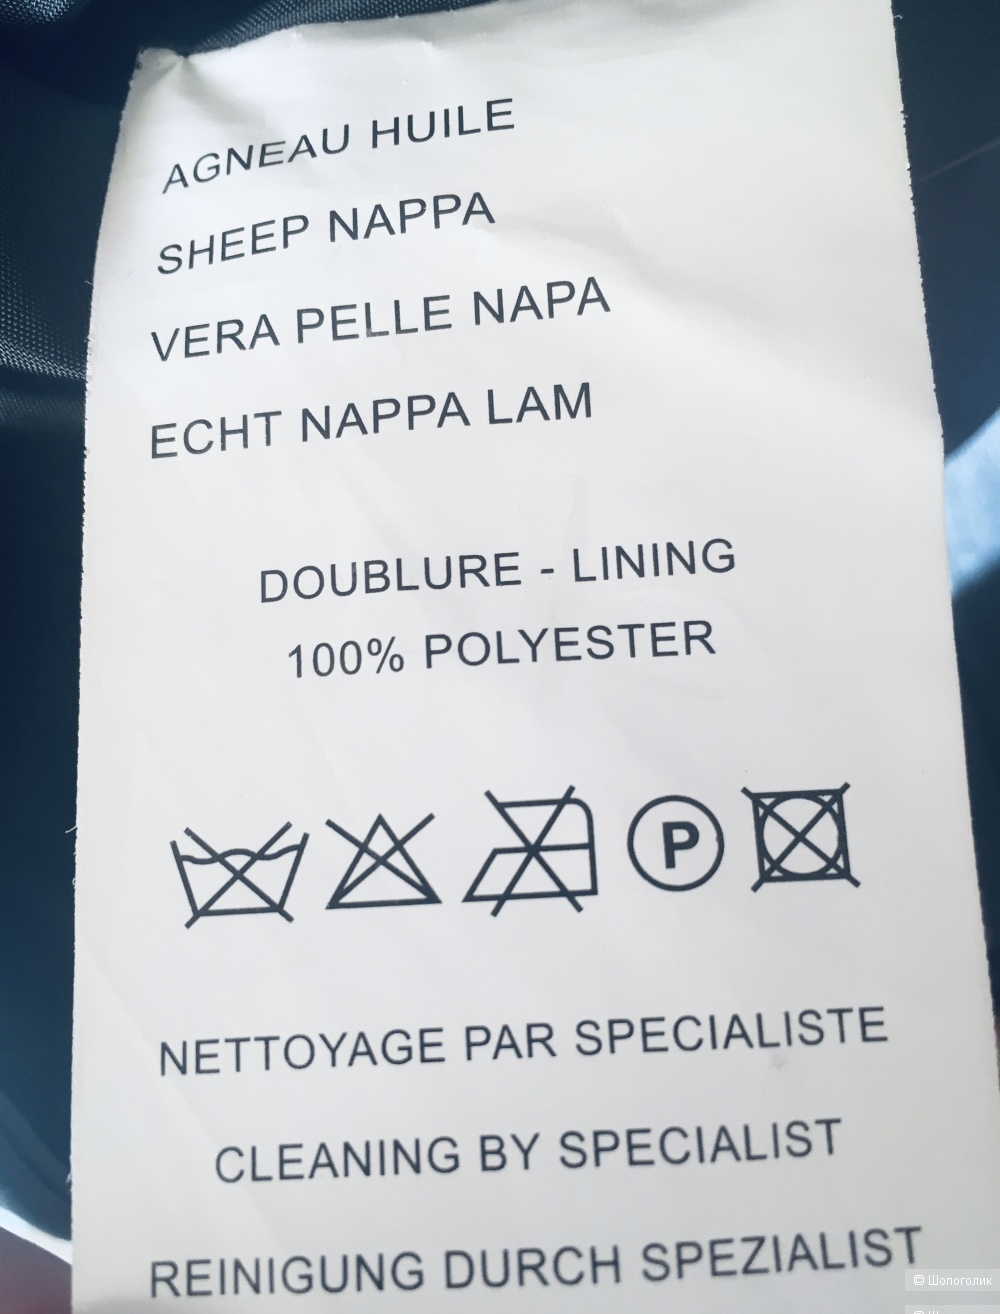 AGNEAU HUILE
SHEEP NAPPA
VERA PELLE NAPA
ECHT NAPPA LAM
DOUBLURE - LINING
100% POLYESTER
P
NETTOYAGE PAR SPECIALISTE
CLEANING BY SPECIALIST
REINIGUNG DURCH SPEZIALIST
© Шопоголик